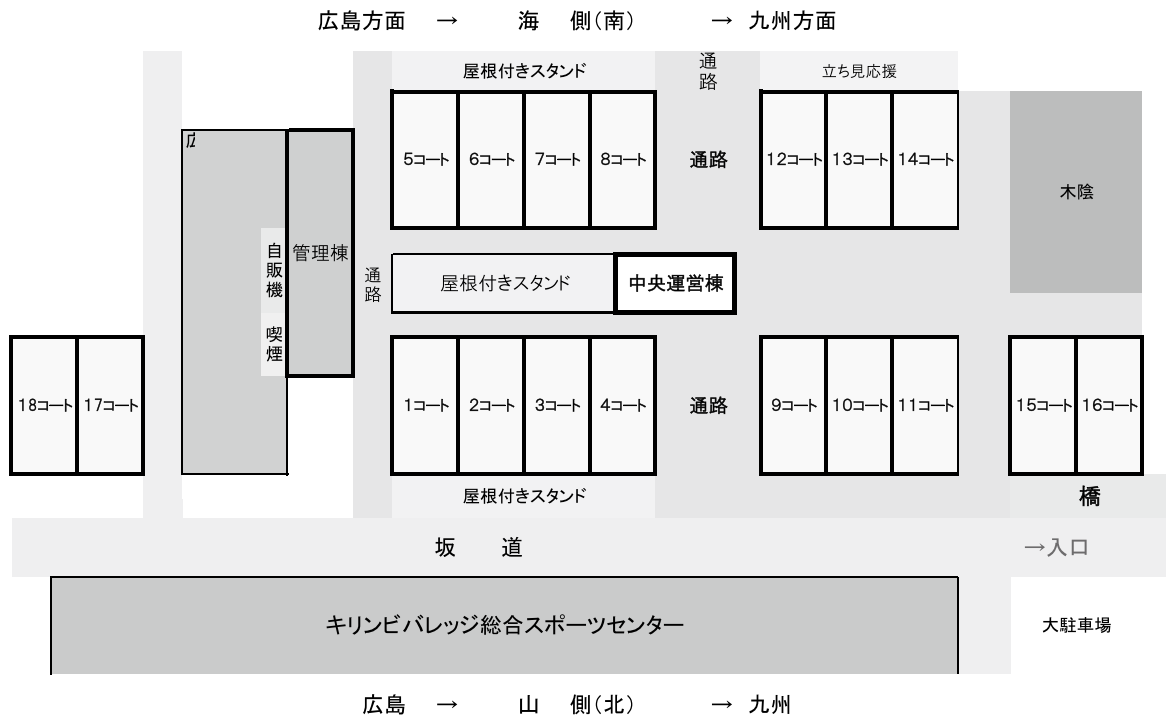 広島方面 → 海 側（南） → 九州方面
屋根付きスタンド
通路
立ち見応援
5コート 6コート 7コート 8コート
通路
12コート 13コート 14コート
木陰
自販機
管理棟
通路
屋根付きスタンド
中央運営棟
喫煙
18コート 17コート
1コート 2コート 3コート 4コート
通路
9コート 10コート 11コート
15コート 16コート
屋根付きスタンド
橋
坂 道
→入口
キリンビバレッジ総合スポーツセンター
大駐車場
広島 → 山 側（北） → 九州